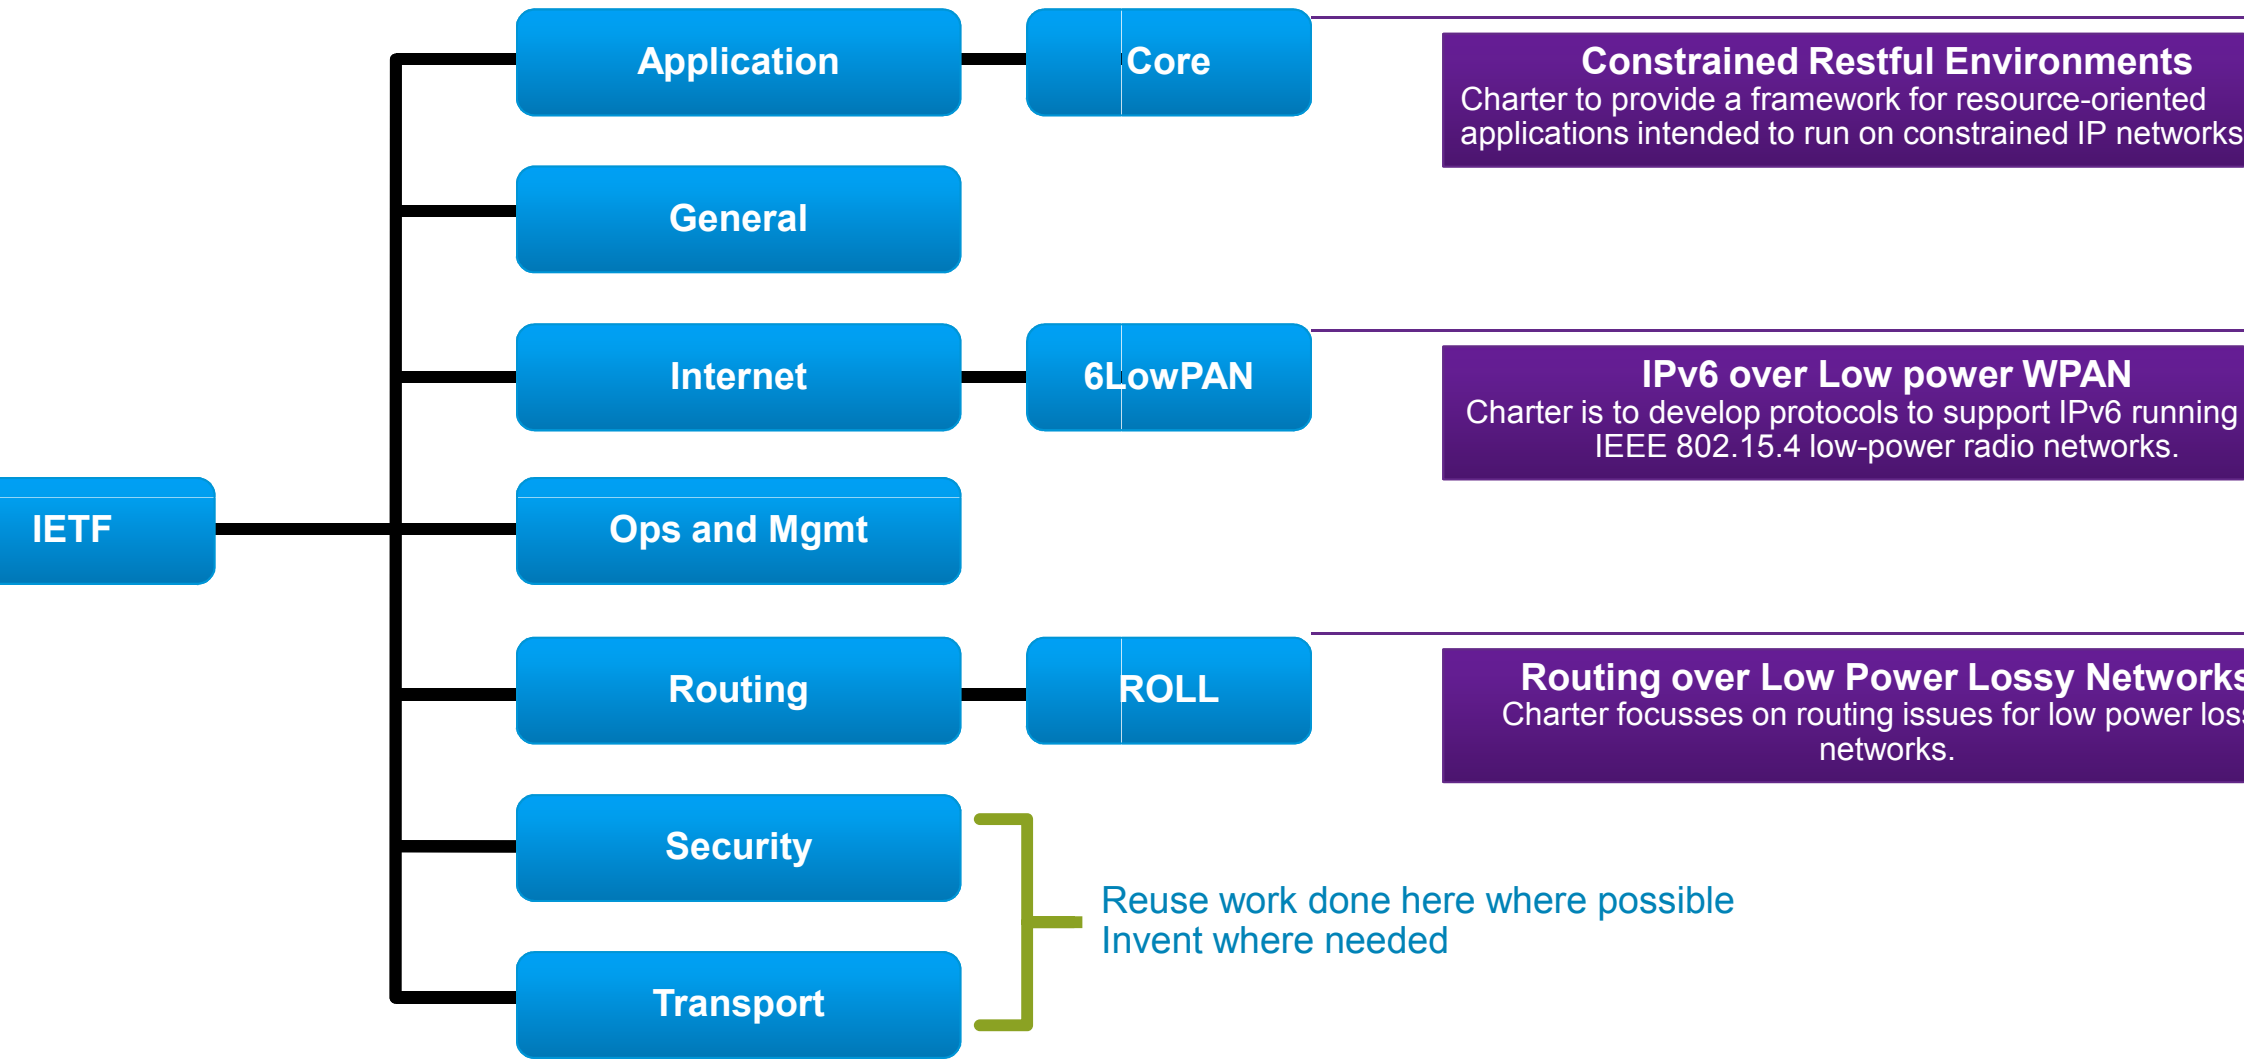 Application
Core
Constrained Restful Environments
Charter to provide a framework for resource-oriented
applications intended to run on constrained IP networks
General
Internet
6LowPAN
IPv6 over Low power WPAN
Charter is to develop protocols to support IPv6 running
IEEE 802.15.4 low-power radio networks.
IETF
Ops and Mgmt
Routing
ROLL
Routing over Low Power Lossy Networks
Charter focusses on routing issues for low power
networks.
Security
Reuse work done here where possible
Invent where needed
Transport